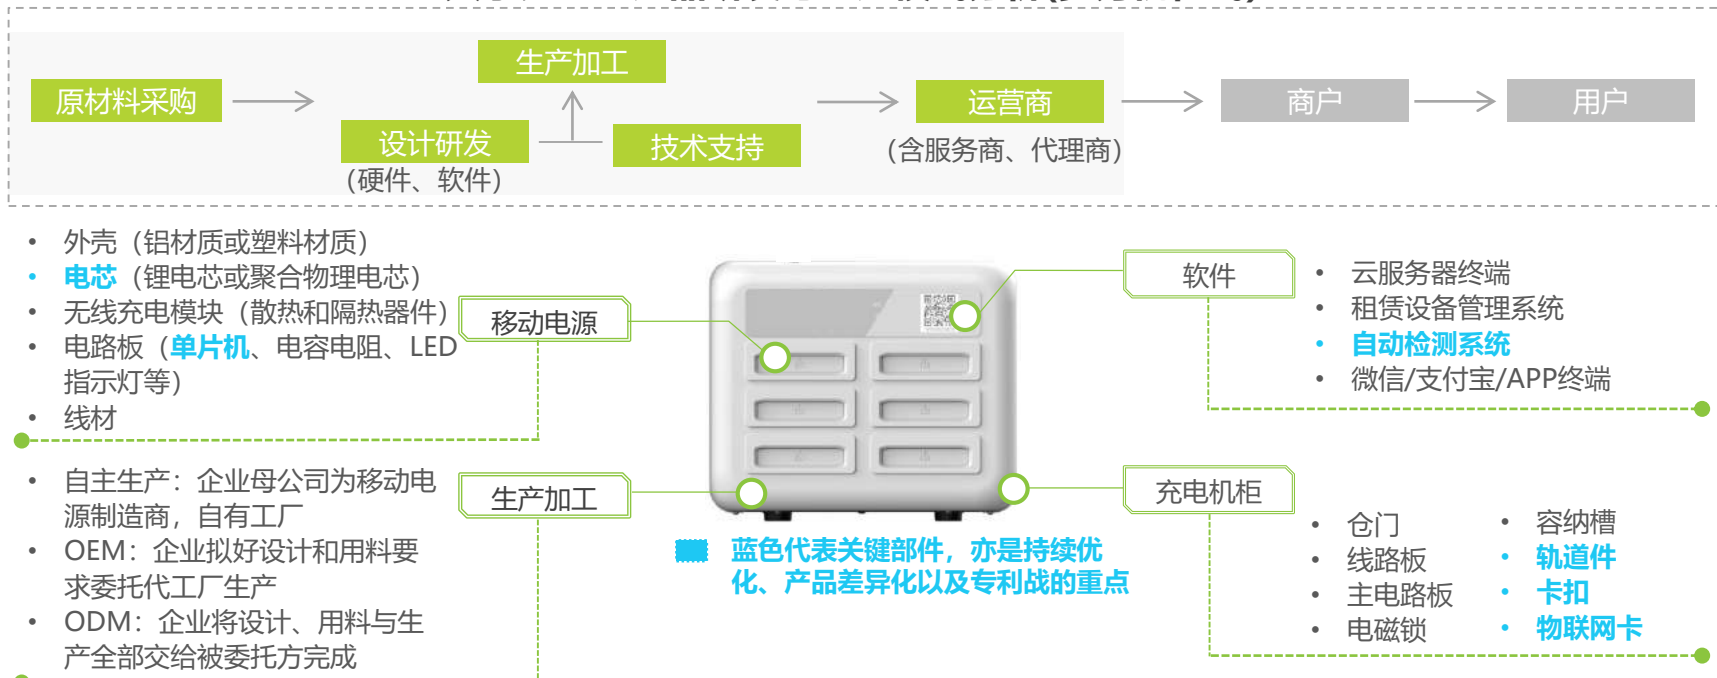 生产加工
原材料采购
运营商
商户
用户
设计研发
技术支持
(含服务商、代理商)
(硬件、软件)
• 外壳（铝材质或塑料材质）
• 电芯（锂电芯或聚合物理电芯）
• 无线充电模块（散热和隔热器件）
• 电路板（单片机、电容电阻、LED
指示灯等）
• 线材
移动电源
软件
• 云服务器终端
• 租赁设备管理系统
• 自动检测系统
• 微信/支付宝/APP终端
• 自主生产：企业母公司为移动电
源制造商，自有工厂
• OEM：企业拟好设计和用料要
求委托代工厂生产
• ODM：企业将设计、用料与生
产全部交给被委托方完成
生产加工
蓝色代表关键部件，亦是持续优
化、产品差异化以及专利战的重点
充电机柜
• 仓门
• 线路板
• 主电路板
• 电磁锁
• 容纳槽
• 轨道件
• 卡扣
• 物联网卡